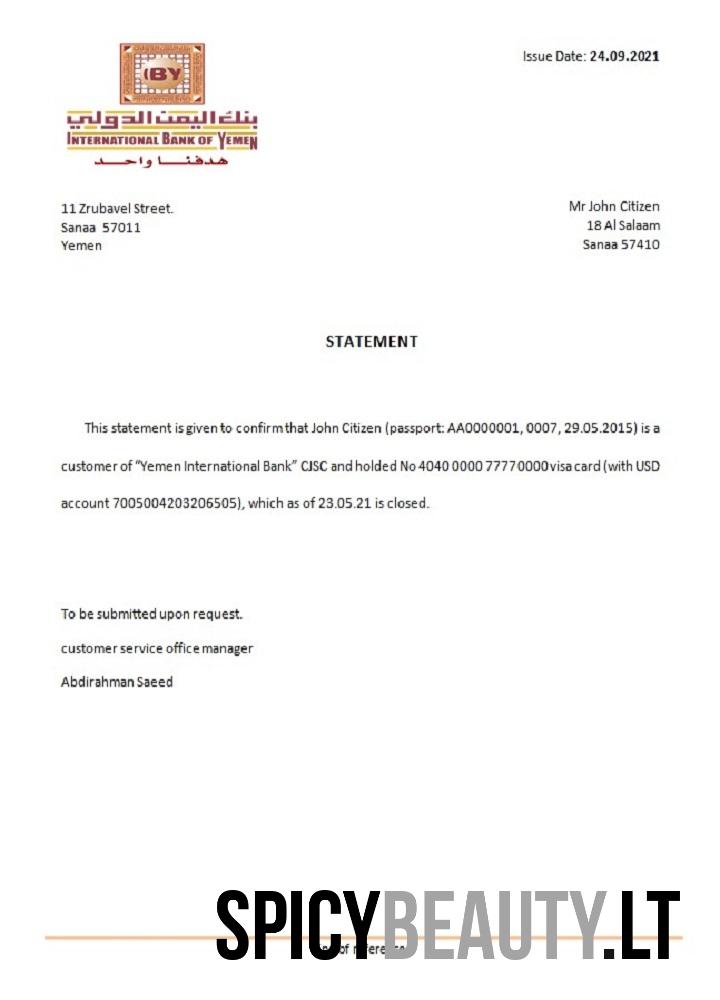 Issue Date: 24.09.2021
IBY
بنك اليمن الدولي
INTERNATIONAL BANK OF YEMEN
هدفنا واحد
11 Zrubavel Street.
Sanaa 57011
Yemen
Mr John Citizen
18 Al Salaam
Sanaa 57410
STATEMENT
This statement is given to confirm that John Citizen (passport: AA0000001, 0007, 29.05.2015) is a
customer of “Yemen International Bank” CJSC and holded No 4040 0000 7777 0000 visa card (with USD
account 7005004203206505), which as of 23.05.21 is closed.
To be submitted upon request.
customer service office manager
Abdirahman Saeed
SPICYBEAUTY.LT
of